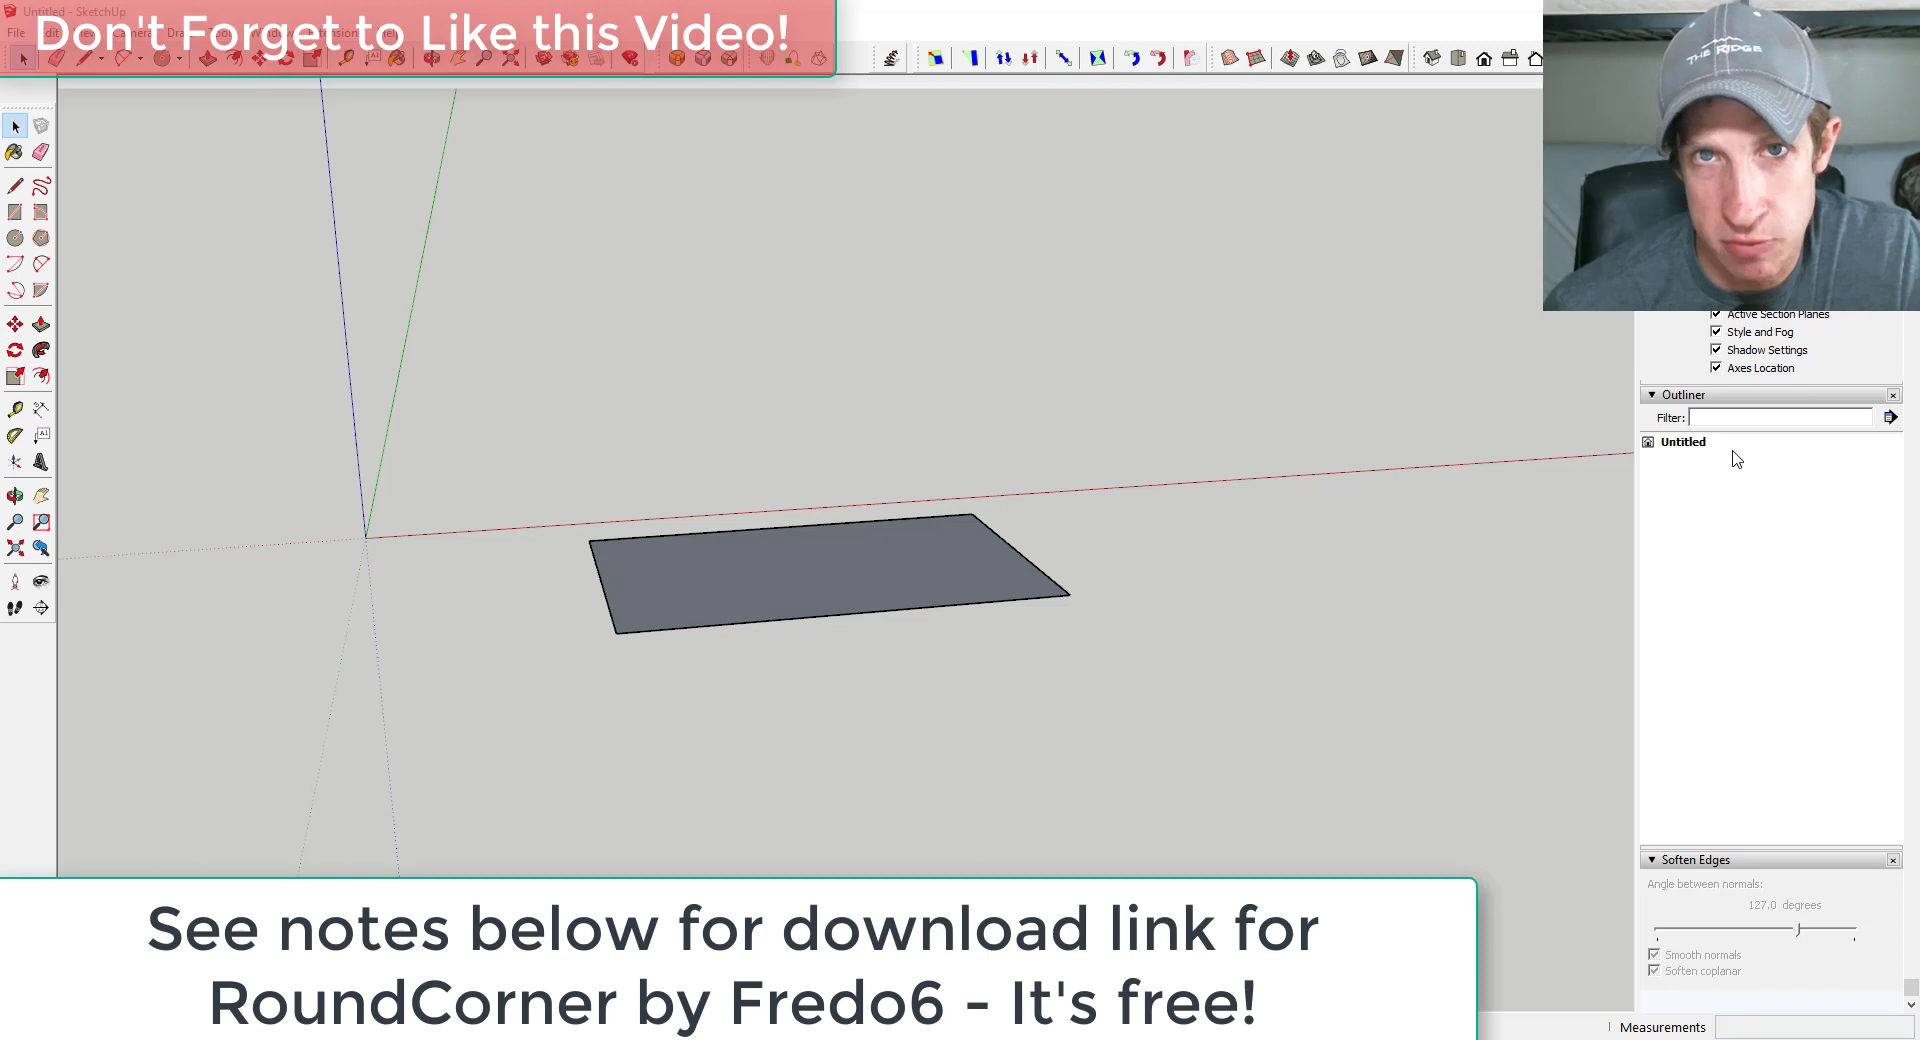 Untitled - SketchUp
Don't Forget to Like this Video!
File
THE RIDGE
Active Section Planes
Style and Fog
Shadow Settings
Axes Location
Outliner
Filter:
Untitled
Soften Edges
Angle between normals:
127.0 degrees
Smooth normals
Soften coplanar
See notes below for download link for
RoundCorner by Fredo6 - It's free!
Measurements